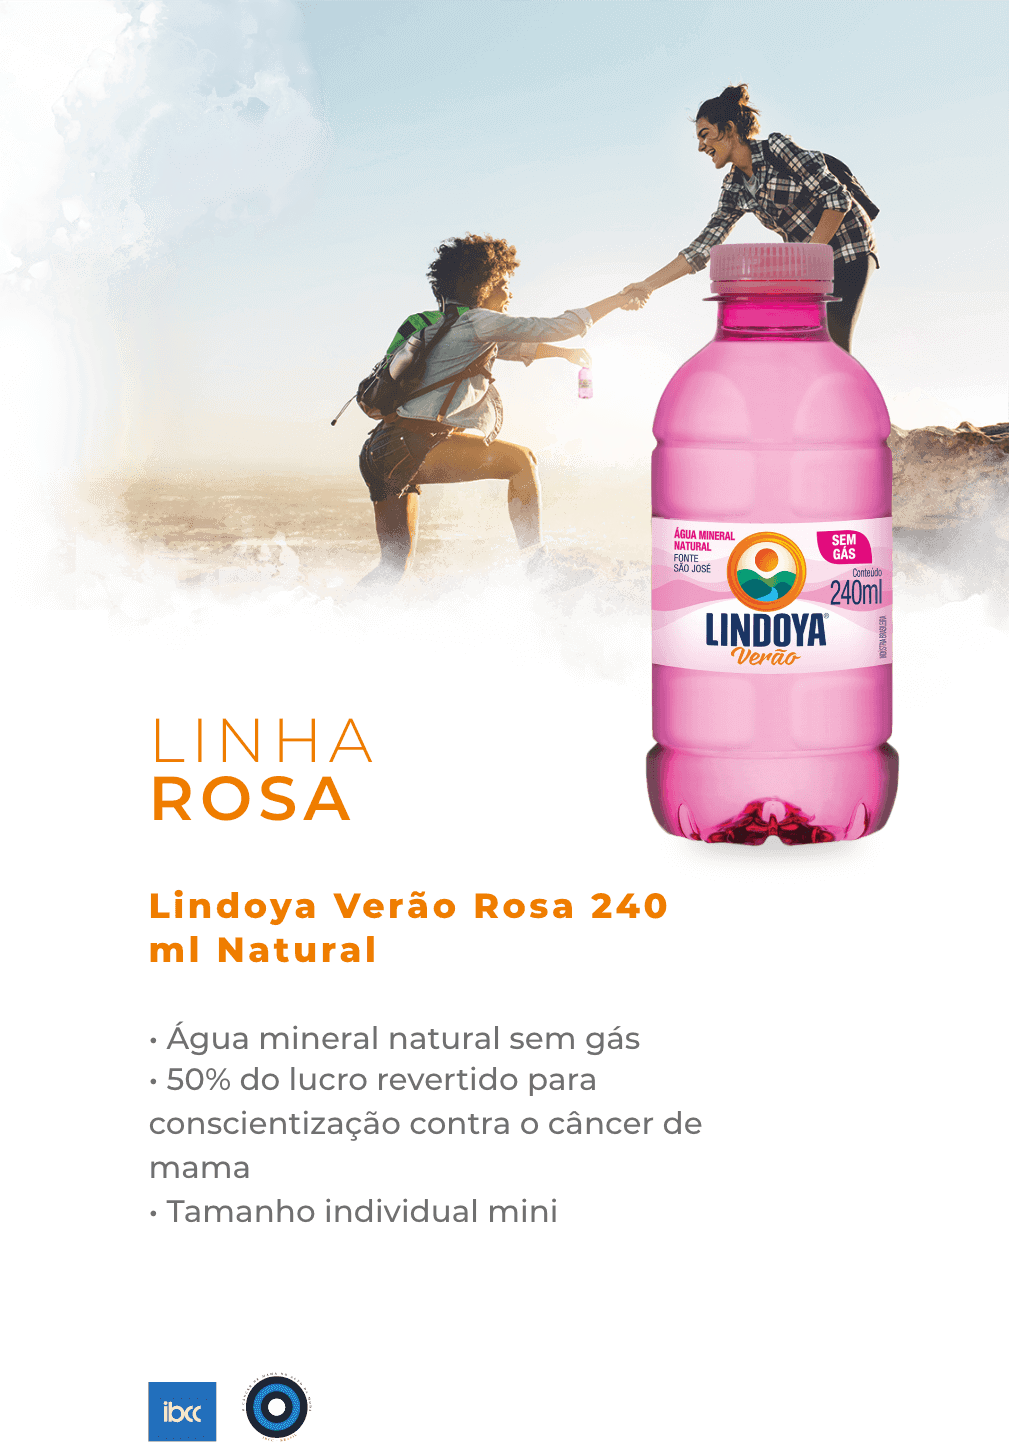 ÁGUA MINERAL
NATURAL
FONTE
SÃO JOSÉ
SEM
GÁS
Conteúdo
240ml
LINDOYA®
Verão
INDÚSTRIA BRASILEIRA
LINHA
ROSA
Lindoya Verão Rosa 240
ml Natural
• Água mineral natural sem gás
• 50% do lucro revertido para
conscientização contra o câncer de
mama
• Tamanho individual mini
ibcc